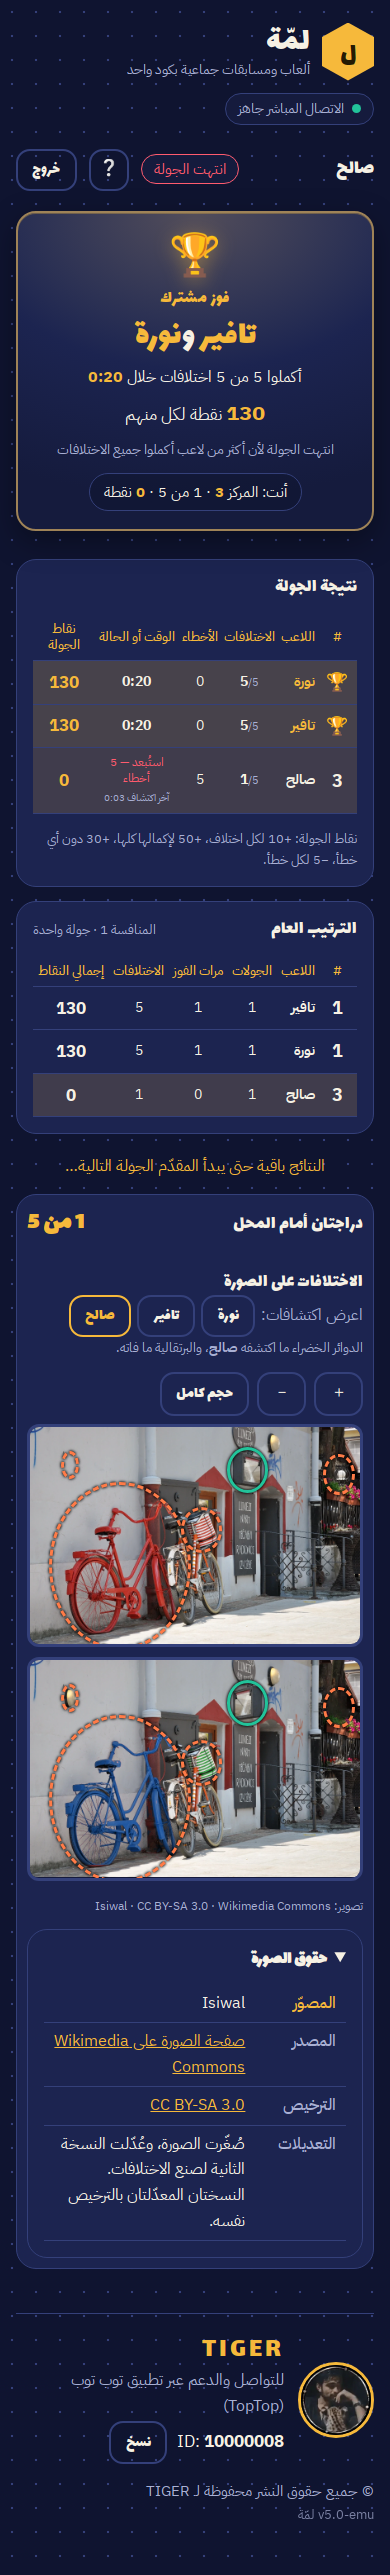 ل
لمّة
ألعاب ومسابقات جماعية بكود واحد
الاتصال المباشر جاهز
صالح
انتهت الجولة
?
خروج
فوز مشترك
تافير ونورة
أكملوا 5 من 5 اختلافات خلال 0:20
130 نقطة لكل منهم
انتهت الجولة لأن أكثر من لاعب أكملوا جميع الاختلافات
أنت: المركز 3 · 1 من 5 · 0 نقطة
نتيجة الجولة
# اللاعب الاختلافات الأخطاء الوقت أو الحالة نقاط الجولة
نورة 5/5 0 0:20 130
تافير 5/5 0 0:20 130
3 صالح 1/5 5 استُبعد — 5 أخطاء 0
آخر اكتشاف 0:03
نقاط الجولة: +10 لكل اختلاف، +50 لإكمالها كلها، +30 دون أي
خطأ، −5 لكل خطأ.
الترتيب العام
المنافسة 1 · جولة واحدة
# اللاعب الجولات مرات الفوز الاختلافات إجمالي النقاط
1 تافير 1 1 5 130
1 نورة 1 1 5 130
3 صالح 1 0 1 0
النتائج باقية حتى يبدأ المقدّم الجولة التالية...
دراجتان أمام المحل
1 من 5
الاختلافات على الصورة
اعرض اكتشافات: نورة تافير صالح
الدوائر الخضراء ما اكتشفه صالح، والبرتقالية ما فاته.
+ − حجم كامل
تصوير: Isiwal · CC BY-SA 3.0 · Wikimedia Commons
▼ حقوق الصورة
المصوّر Isiwal
المصدر صفحة الصورة على Wikimedia
Commons
الترخيص CC BY-SA 3.0
التعديلات صُغّرت الصورة، وعُدّلت النسخة
الثانية لصنع الاختلافات.
النسختان المعدّلتان بالترخيص
نفسه.
TIGER
للتواصل والدعم عبر تطبيق توب توب
(TopTop)
ID: 10000008
نسخ
© جميع حقوق النشر محفوظة لـ TIGER
لمّة v5.0-emu